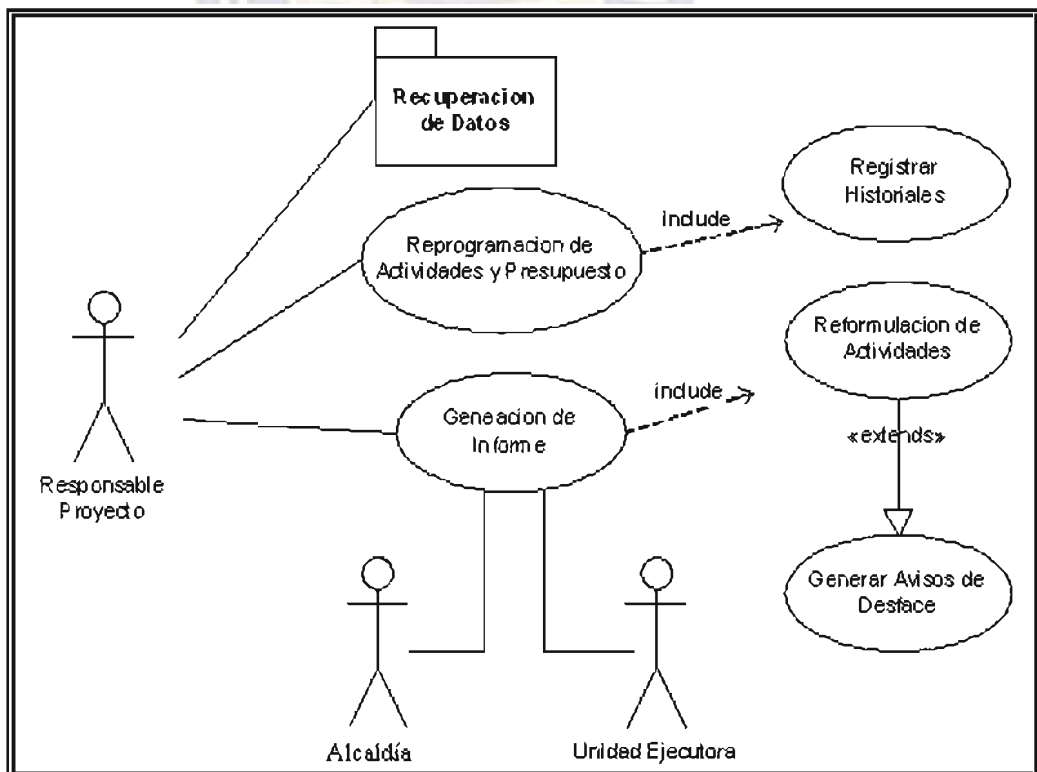 Recuperacion
de Datos
Registrar
Historiales
include
Reprogramacion de
Actividades y Presupuesto
Reformulacion de
Actividades
include
Geneacion de
Informe
«extends»
Responsable
Proyecto
Generar Avisos de
Desface
Alcaldía
Unidad Ejecutora